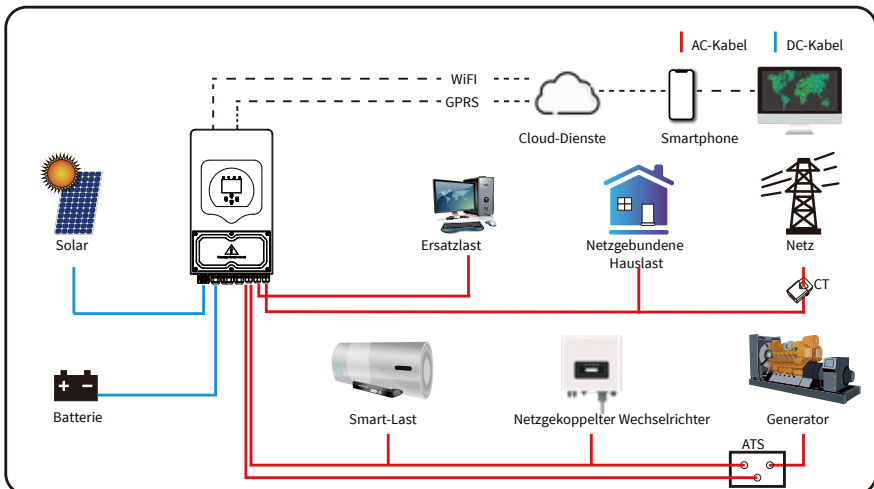 AC-Kabel
DC-Kabel
WiFI
GPRS
Cloud-Dienste
Smartphone
Solar
Ersatzlast
Netzgebundene
Hauslast
Netz
CT
Batterie
Smart-Last
Netzgekoppelter Wechselrichter
Generator
ATS